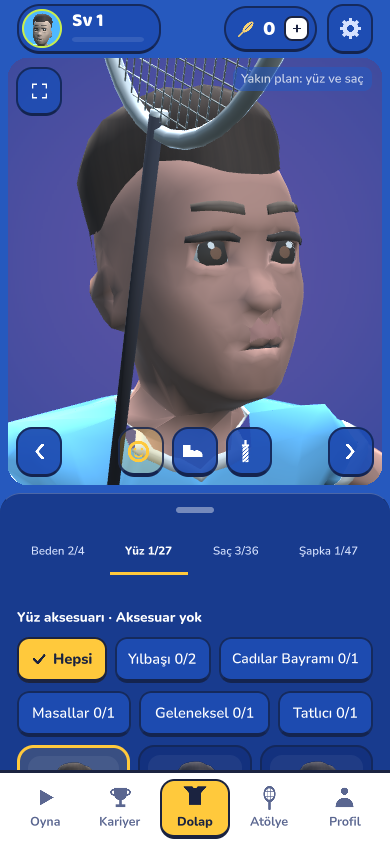 Sv 1
0
Yakın plan: yüz ve saç
Beden 2/4
Yüz 1/27
Saç 3/36
Şapka 1/47
Yüz aksesuarı · Aksesuar yok
Hepsi
Yılbaşı 0/2
Cadılar Bayramı 0/1
Masallar 0/1
Geleneksel 0/1
Tatlıcı 0/1
Oyna
Kariyer
Dolap
Atölye
Profil